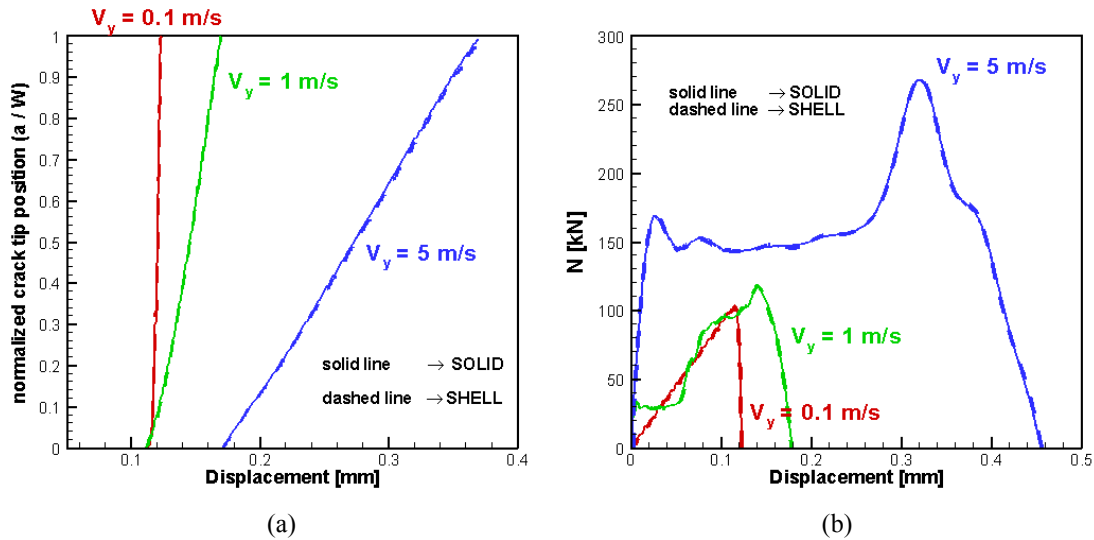 V_y = 0.1 m/s
V_y = 1 m/s
V_y = 5 m/s
solid line → SOLID
dashed line → SHELL
normalized crack tip position (a / W)
0
0.1
0.2
0.3
0.4
0.5
0.6
0.7
0.8
0.9
1
0.1
0.2
0.3
0.4
Displacement [mm]
(a)
V_y = 5 m/s
solid line → SOLID
dashed line → SHELL
V_y = 1 m/s
V_y = 0.1 m/s
N [kN]
300
250
200
150
100
50
0
0
0.1
0.2
0.3
0.4
0.5
Displacement [mm]
(b)